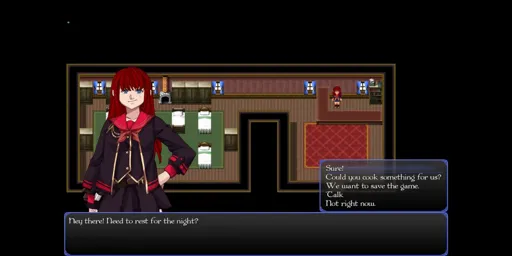 Sure!
Could you cook something for us?
We want to save the game.
Talk
Not right now.
Hey there! Need to rest for the night?